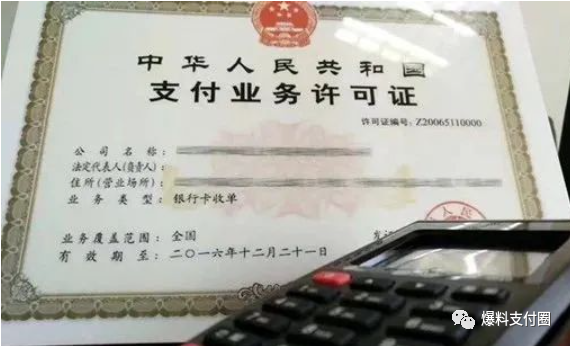 中华人民共和国
支付业务许可证
许可证编号: Z20065110000
公司名称:
法定代表人(负责人):
住所(营业场所):
业务类型: 银行卡收单
业务覆盖范围: 全国
有效期至: 二〇一六年十二月二十一日
爆料支付圈